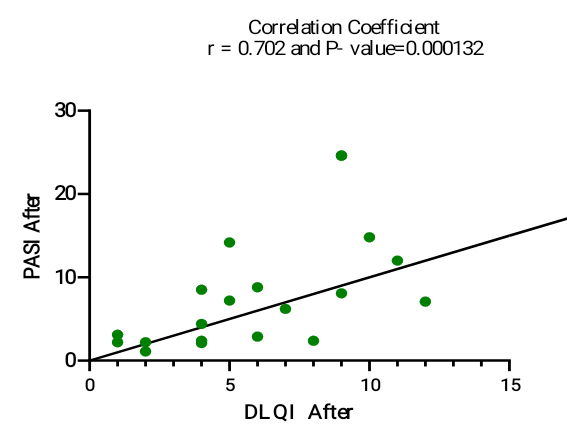 Correlation Coefficient
r = 0.702 and P- value=0.000132
30
20
10
0
PASI After
0 5 10 15
DLQI After